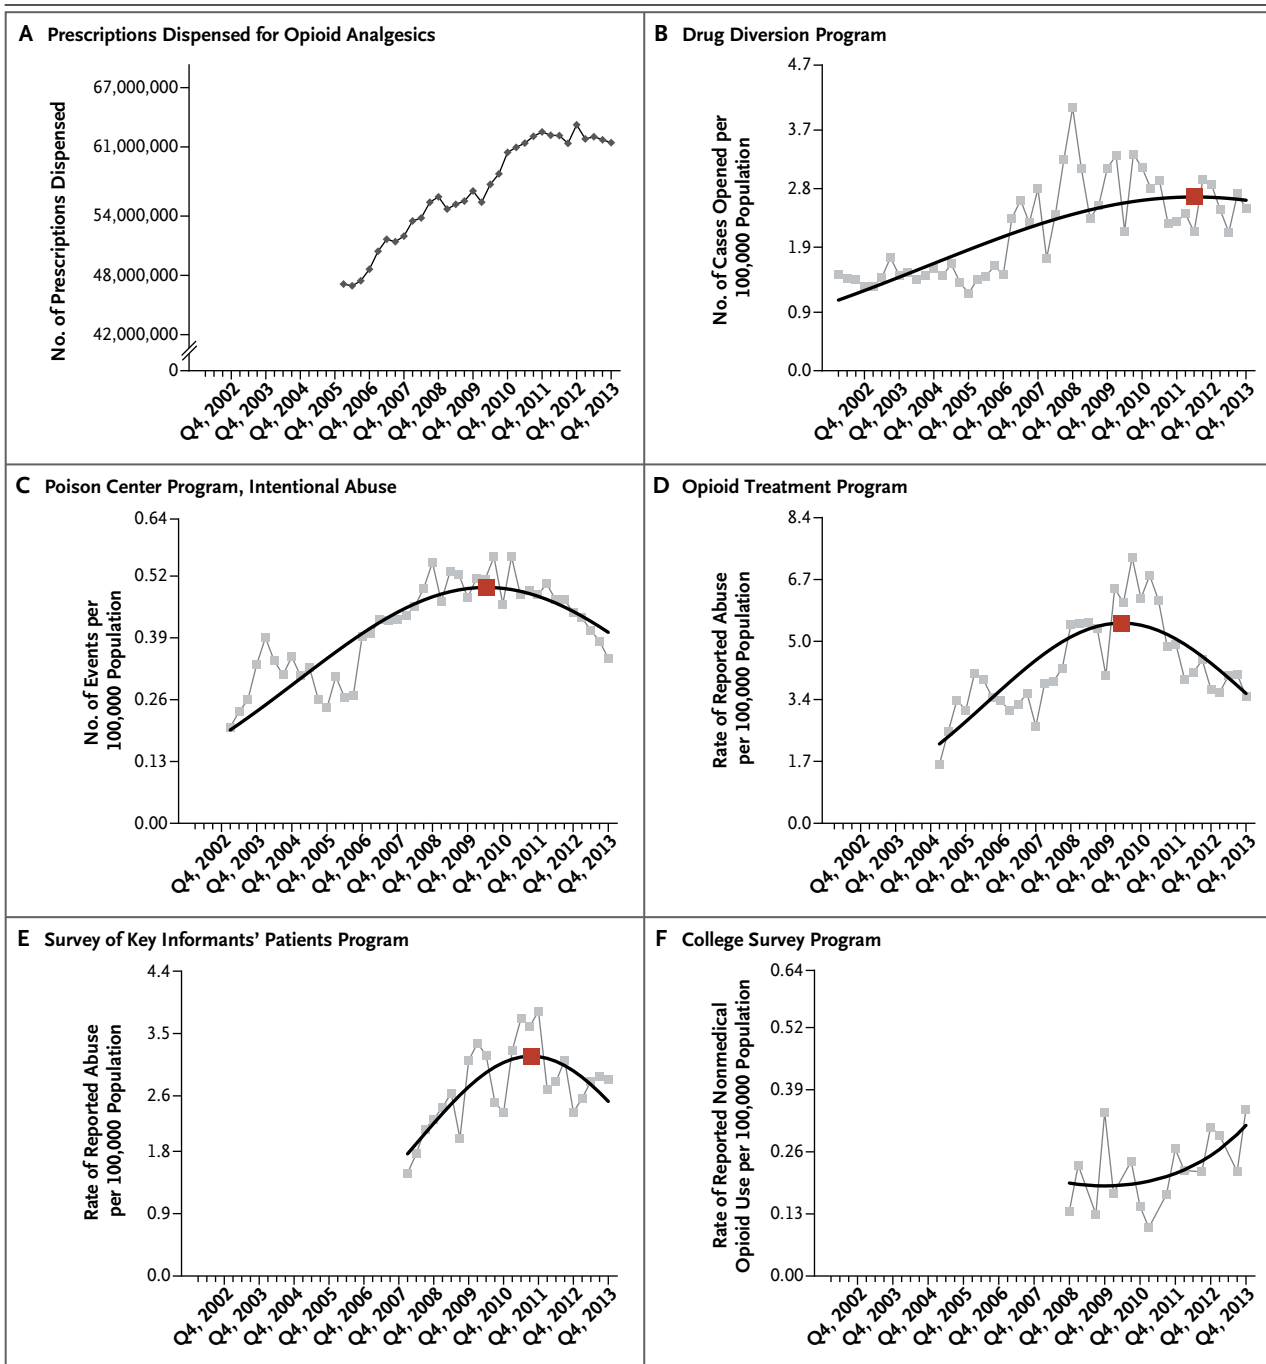 A Prescriptions Dispensed for Opioid Analgesics
No. of Prescriptions Dispensed
67,000,000
61,000,000
54,000,000
48,000,000
42,000,000
0
Q4, 2002
Q4, 2003
Q4, 2004
Q4, 2005
Q4, 2006
Q4, 2007
Q4, 2008
Q4, 2009
Q4, 2010
Q4, 2011
Q4, 2012
Q4, 2013
B Drug Diversion Program
No. of Cases Opened per
100,000 Population
4.7
3.7
2.8
1.9
0.9
0.0
Q4, 2002
Q4, 2003
Q4, 2004
Q4, 2005
Q4, 2006
Q4, 2007
Q4, 2008
Q4, 2009
Q4, 2010
Q4, 2011
Q4, 2012
Q4, 2013
C Poison Center Program, Intentional Abuse
No. of Events per
100,000 Population
0.64
0.52
0.39
0.26
0.13
0.00
Q4, 2002
Q4, 2003
Q4, 2004
Q4, 2005
Q4, 2006
Q4, 2007
Q4, 2008
Q4, 2009
Q4, 2010
Q4, 2011
Q4, 2012
Q4, 2013
D Opioid Treatment Program
Rate of Reported Abuse
per 100,000 Population
8.4
6.7
5.0
3.4
1.7
0.0
Q4, 2002
Q4, 2003
Q4, 2004
Q4, 2005
Q4, 2006
Q4, 2007
Q4, 2008
Q4, 2009
Q4, 2010
Q4, 2011
Q4, 2012
Q4, 2013
E Survey of Key Informants’ Patients Program
Rate of Reported Abuse
per 100,000 Population
4.4
3.5
2.6
1.8
0.9
0.0
Q4, 2002
Q4, 2003
Q4, 2004
Q4, 2005
Q4, 2006
Q4, 2007
Q4, 2008
Q4, 2009
Q4, 2010
Q4, 2011
Q4, 2012
Q4, 2013
F College Survey Program
Rate of Reported Nonmedical
Opioid Use per 100,000 Population
0.64
0.52
0.39
0.26
0.13
0.00
Q4, 2002
Q4, 2003
Q4, 2004
Q4, 2005
Q4, 2006
Q4, 2007
Q4, 2008
Q4, 2009
Q4, 2010
Q4, 2011
Q4, 2012
Q4, 2013